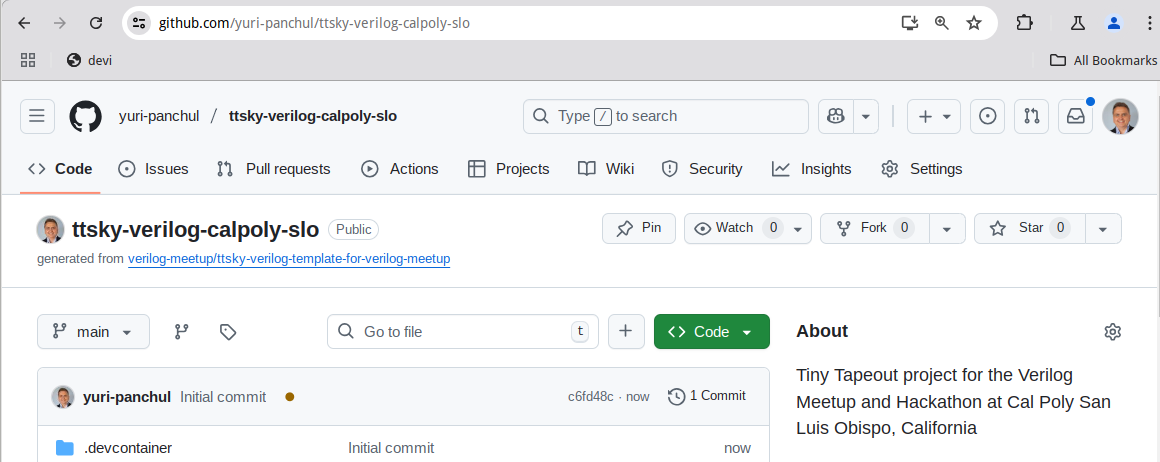 github.com/yuri-panchul/ttsky-verilog-calpoly-slo
devi
All Bookmarks
yuri-panchul / ttsky-verilog-calpoly-slo
Type / to search
Code Issues Pull requests Actions Projects Wiki Security Insights Settings
ttsky-verilog-calpoly-slo Public
Pin Watch 0 Fork 0 Star 0
generated from verilog-meetup/ttsky-verilog-template-for-verilog-meetup
main
Go to file t
Code
yuri-panchul Initial commit c6fd48c · now 1 Commit
.devcontainer Initial commit now
About
Tiny Tapeout project for the Verilog
Meetup and Hackathon at Cal Poly San
Luis Obispo, California